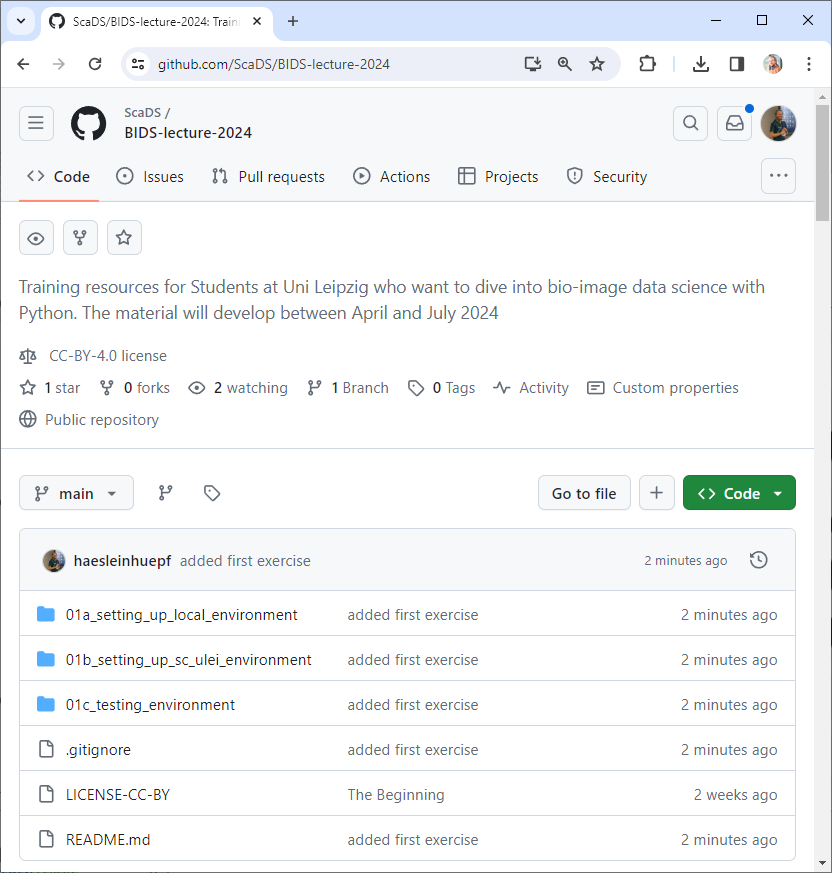 ScaDS/BIDS-lecture-2024: Traini
github.com/ScaDS/BIDS-lecture-2024
ScaDS /
BIDS-lecture-2024
Code Issues Pull requests Actions Projects Security
Training resources for Students at Uni Leipzig who want to dive into bio-image data science with
Python. The material will develop between April and July 2024
CC-BY-4.0 license
1 star 0 forks 2 watching 1 Branch 0 Tags Activity Custom properties
Public repository
main Go to file Code
haesleinhuepf added first exercise 2 minutes ago
01a_setting_up_local_environment added first exercise 2 minutes ago
01b_setting_up_sc_ulei_environment added first exercise 2 minutes ago
01c_testing_environment added first exercise 2 minutes ago
.gitignore added first exercise 2 minutes ago
LICENSE-CC-BY The Beginning 2 weeks ago
README.md added first exercise 2 minutes ago